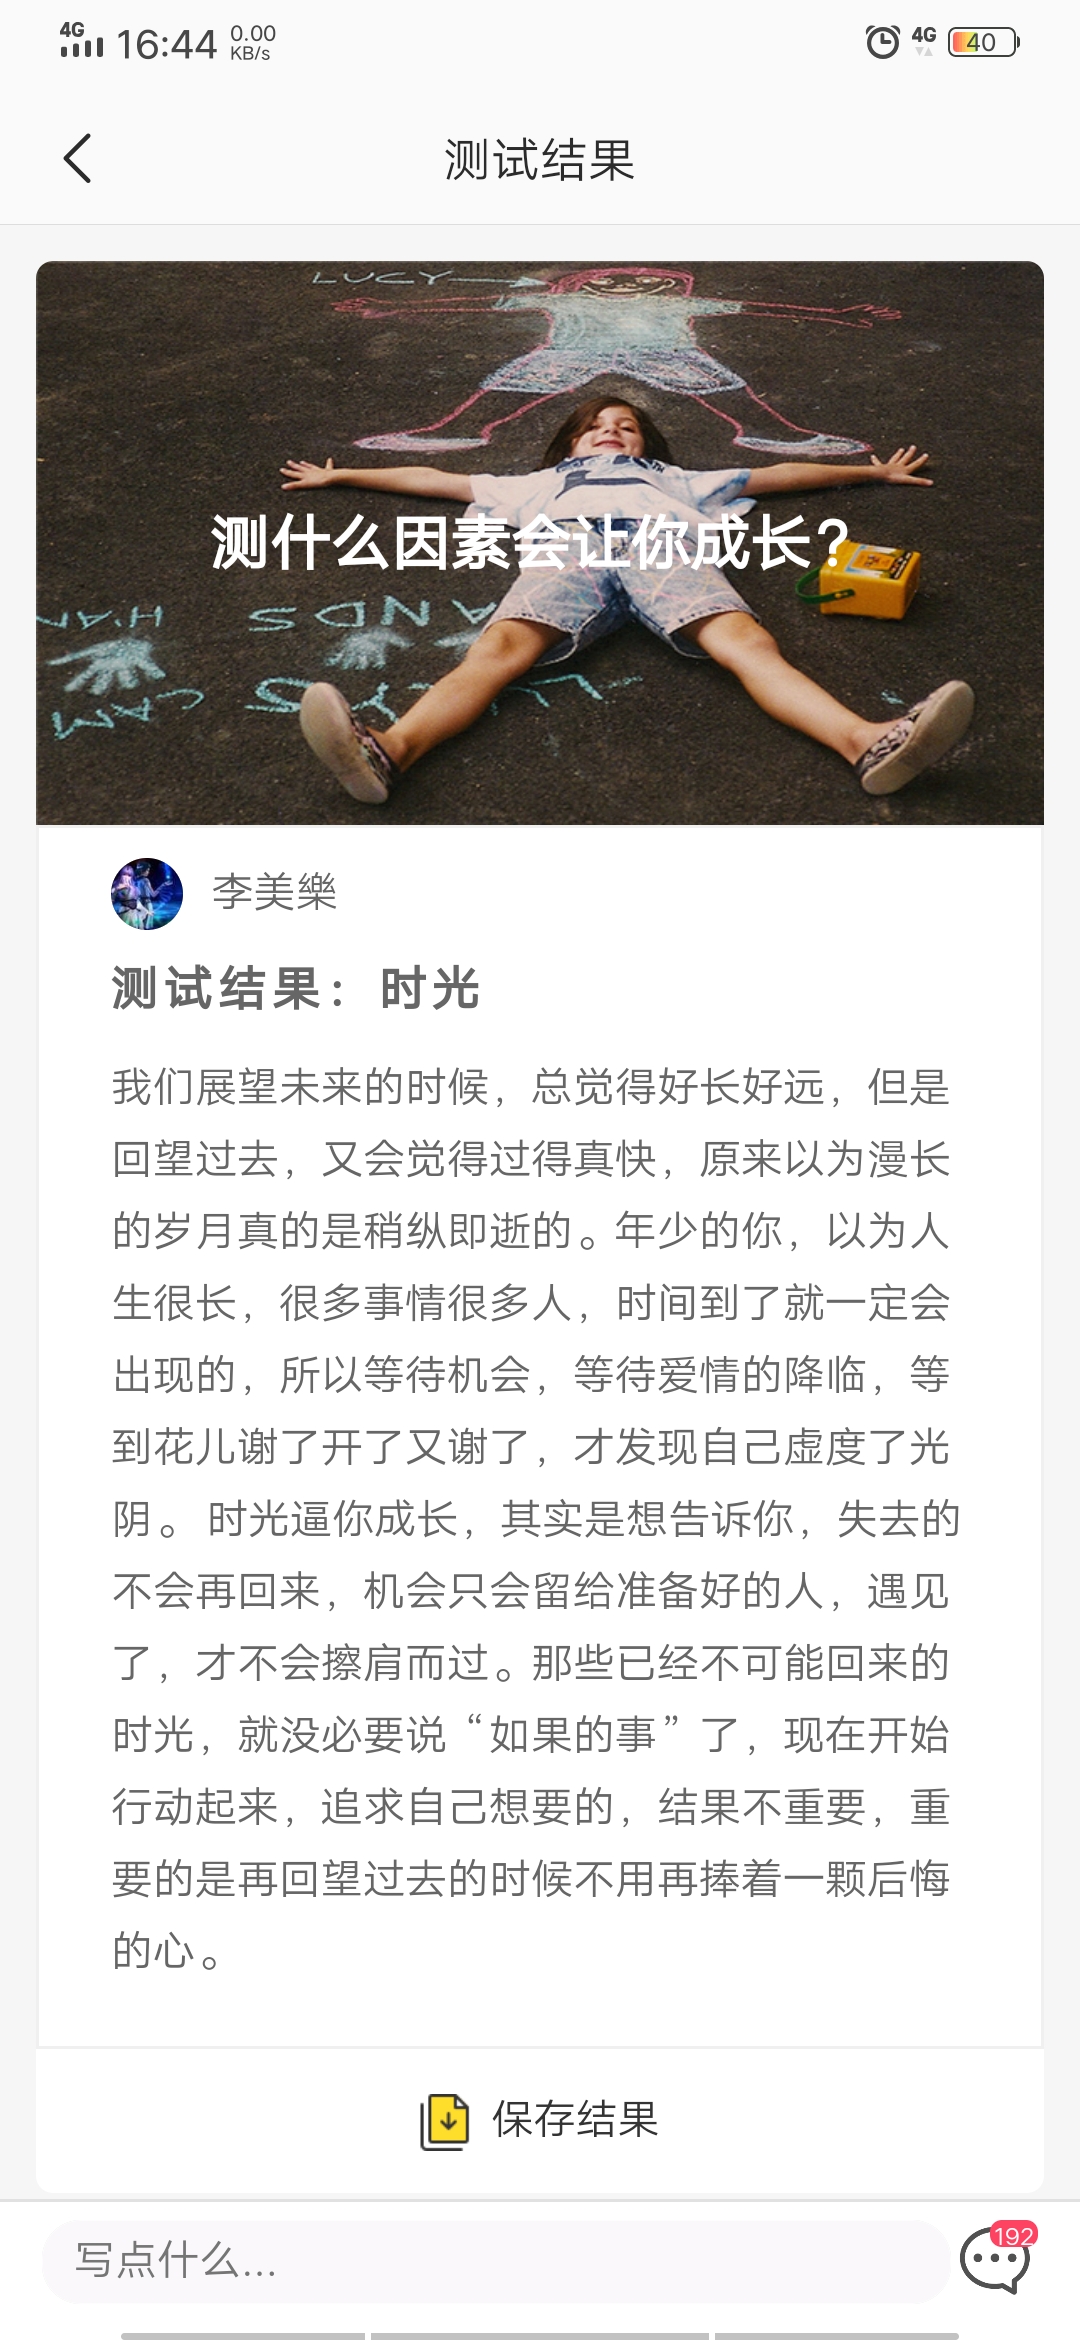 4G 16:44 0.00 KB/s 4G 40
测试结果
LUCY
测什么因素会让你成长?
李美樂
测试结果：时光
我们展望未来的时候，总觉得好长好远，但是
回望过去，又会觉得过得真快，原来以为漫长
的岁月真的是稍纵即逝的。年少的你，以为人
生很长，很多事情很多人，时间到了就一定会
出现的，所以等待机会，等待爱情的降临，等
到花儿谢了开了又谢了，才发现自己虚度了光
阴。 时光逼你成长，其实是想告诉你，失去的
不会再回来，机会只会留给准备好的人，遇见
了，才不会擦肩而过。那些已经不可能回来的
时光，就没必要说“如果的事”了，现在开始
行动起来，追求自己想要的，结果不重要，重
要的是再回望过去的时候不用再捧着一颗后悔
的心。
保存结果
写点什么...
192